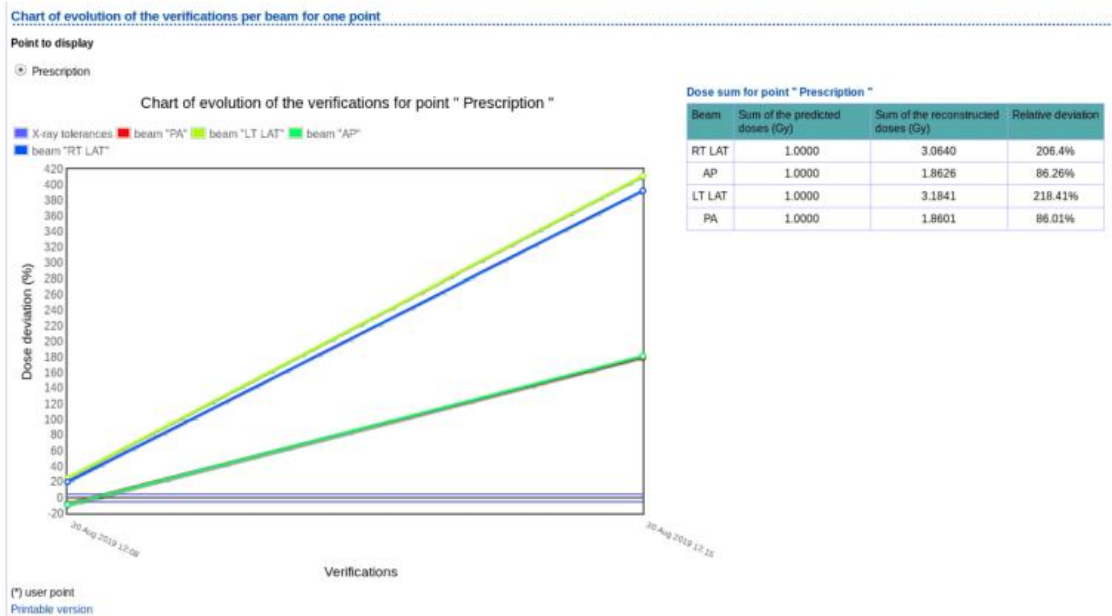 Chart of evolution of the verifications per beam for one point
Point to display
Prescription
Chart of evolution of the verifications for point " Prescription "
X-ray tolerances beam "PA" beam "LT LAT" beam "AP"
beam "RT LAT"
420
400
380
360
340
320
300
280
260
240
220
200
180
160
140
120
100
80
60
40
20
0
-20
Dose deviation (%)
30 Aug 2019 12:08
Verifications
(*) user point
Printable version
Dose sum for point " Prescription "
Beam Sum of the predicted doses (Gy) Sum of the reconstructed doses (Gy) Relative deviation
RT LAT 1.0000 3.0640 206.4%
AP 1.0000 1.8626 86.26%
LT LAT 1.0000 3.1841 218.41%
PA 1.0000 1.8601 86.01%